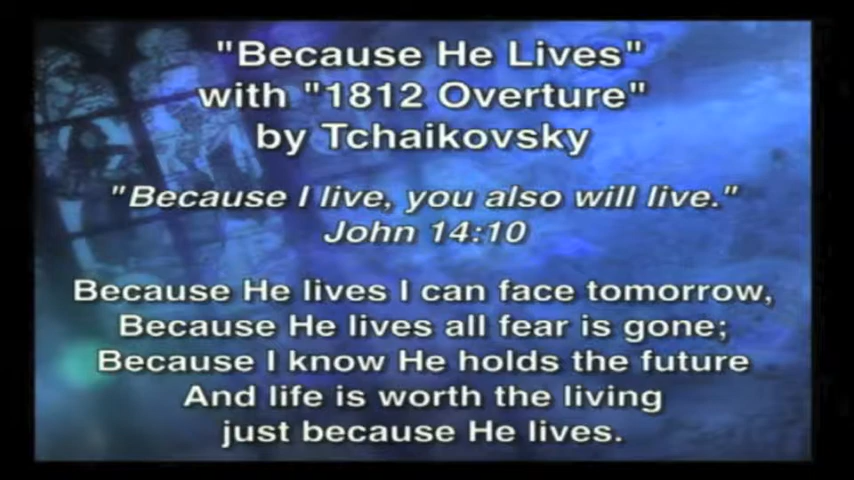 "Because He Lives"
with "1812 Overture"
by Tchaikovsky
"Because I live, you also will live."
John 14:10
Because He lives I can face tomorrow,
Because He lives all fear is gone;
Because I know He holds the future
And life is worth the living
just because He lives.